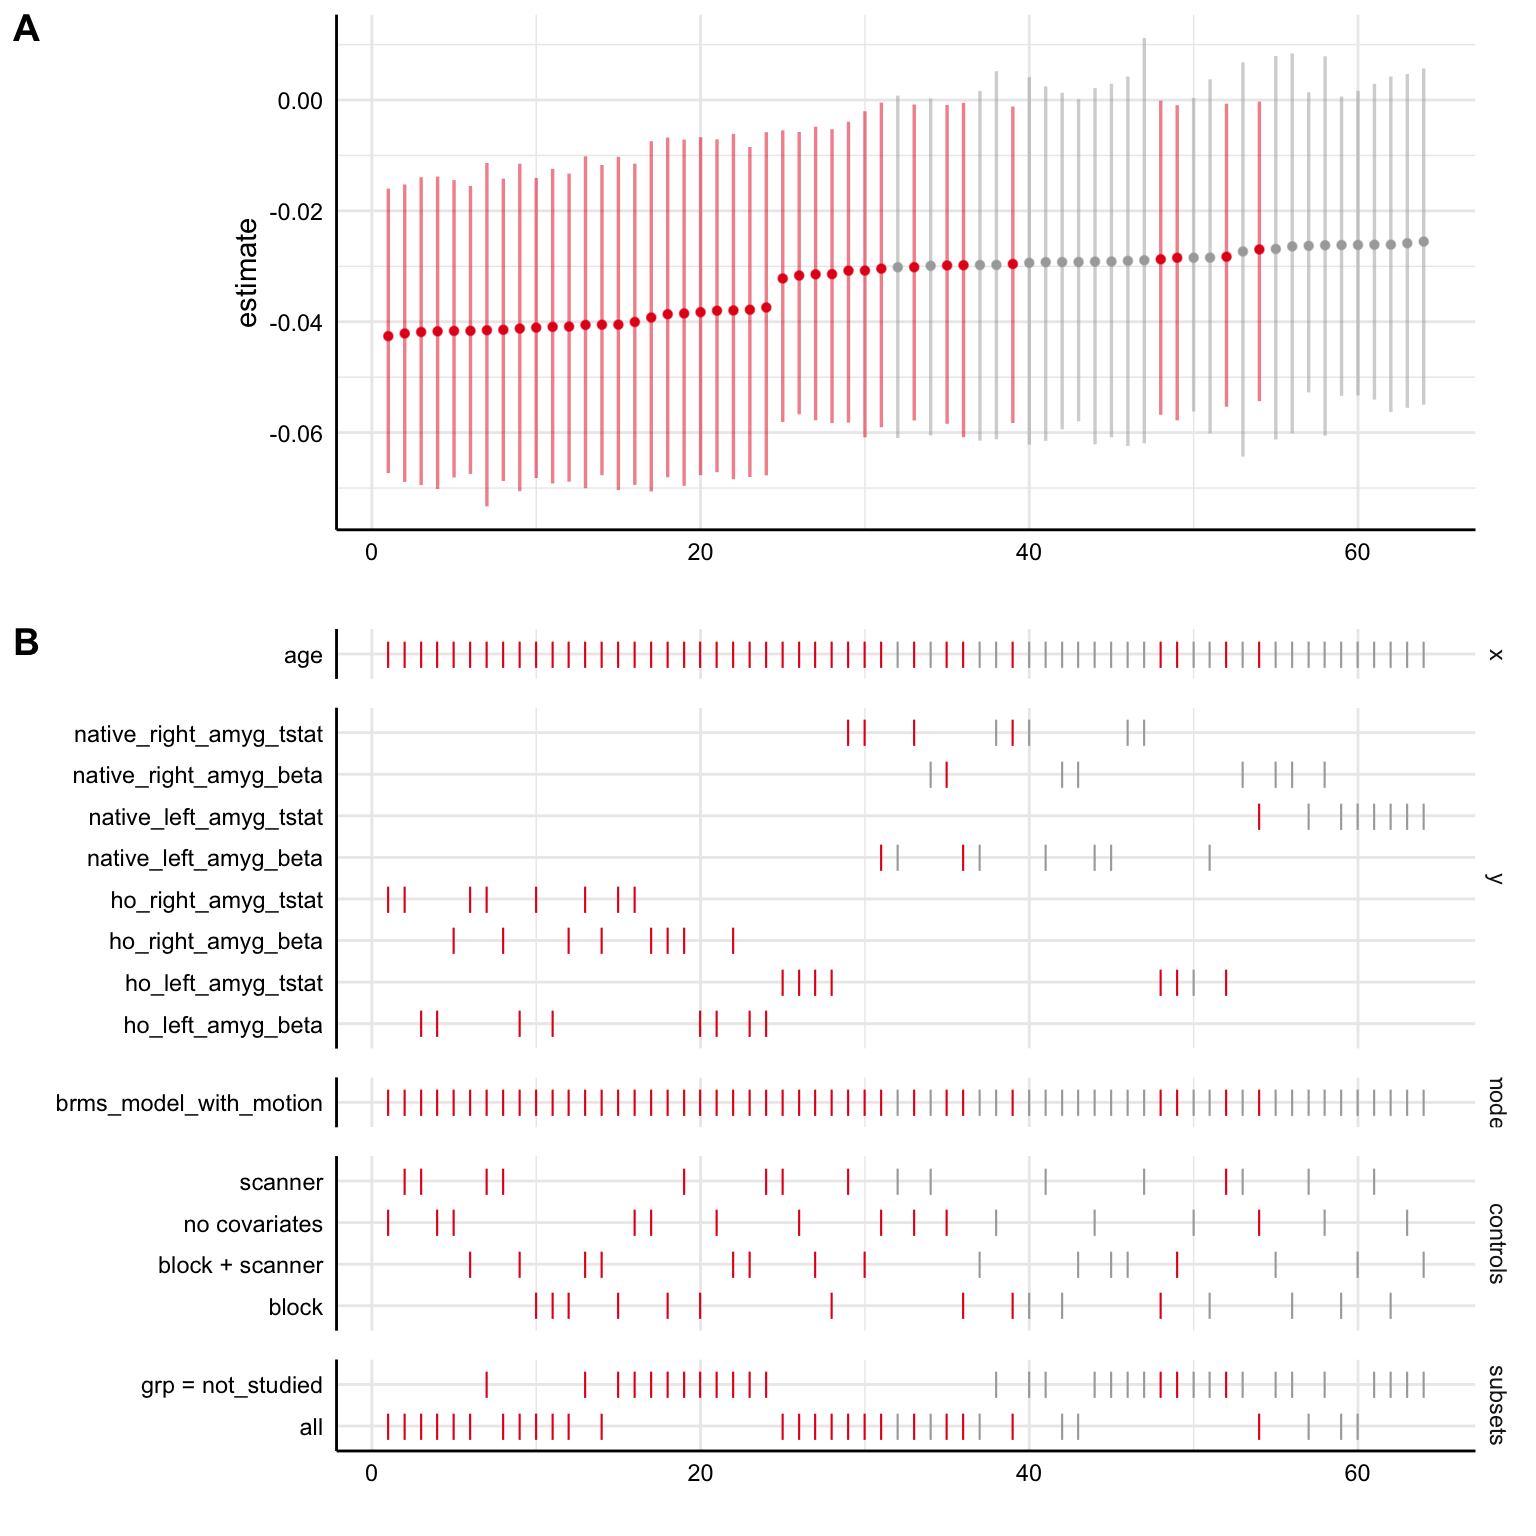 A
0.00
-0.02
-0.04
-0.06
estimate
0 20 40 60
B
age
x
native_right_amyg_tstat
native_right_amyg_beta
native_left_amyg_tstat
native_left_amyg_beta
ho_right_amyg_tstat
ho_right_amyg_beta
ho_left_amyg_tstat
ho_left_amyg_beta
y
brms_model_with_motion
node
scanner
no covariates
block + scanner
block
controls
grp = not_studied
all
subsets
0 20 40 60